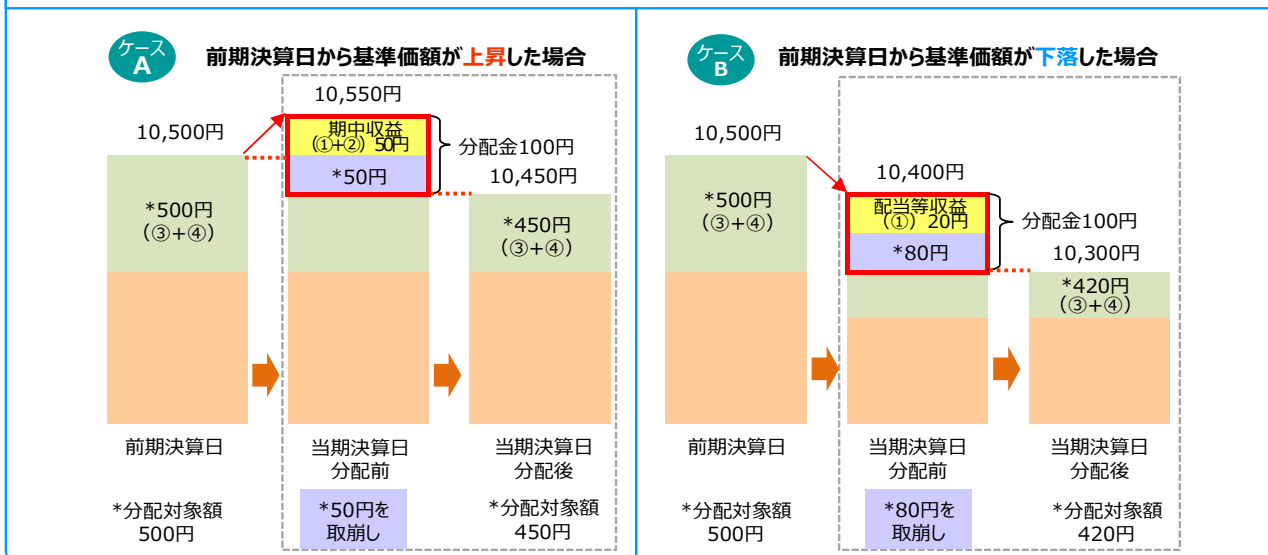 ケース
A
前期決算日から基準価額が上昇した場合
10,550円
10,500円
期中収益
(①+②) 50円
分配金100円
*50円
10,450円
*500円
(③+④)
*450円
(③+④)
前期決算日
当期決算日
分配前
当期決算日
分配後
*分配対象額
500円
*50円を
取崩し
*分配対象額
450円
ケース
B
前期決算日から基準価額が下落した場合
10,500円
10,400円
*500円
(③+④)
配当等収益
(①) 20円
分配金100円
*80円
10,300円
*420円
(③+④)
前期決算日
当期決算日
分配前
当期決算日
分配後
*分配対象額
500円
*80円を
取崩し
*分配対象額
420円